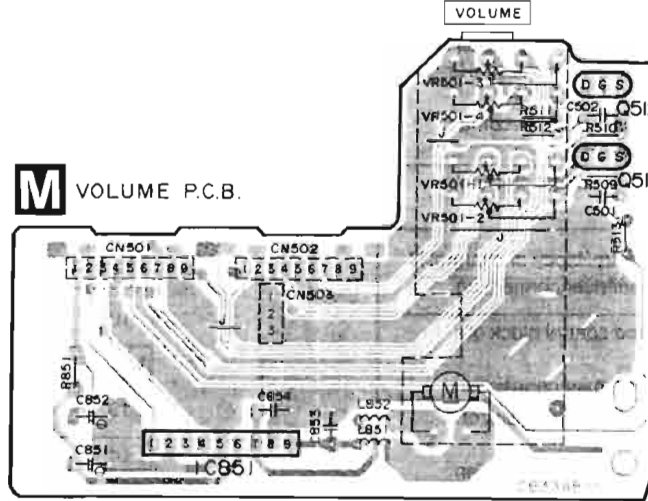 VOLUME
VR501-3
VR501-4
R511
R512
D G S
C502
R510
Q51
M VOLUME P.C.B.
VR501-1
VR501-2
J
D G S
R509
Q51
C501
R513
J
CN501
1 2 3 4 5 6 7 8 9
CN502
1 2 3 4 5 6 7 8 9
CN503
1
2
3
J
R851
C852
C851
C854
C853
L852
L851
M
1 2 3 4 5 6 7 8 9
C851